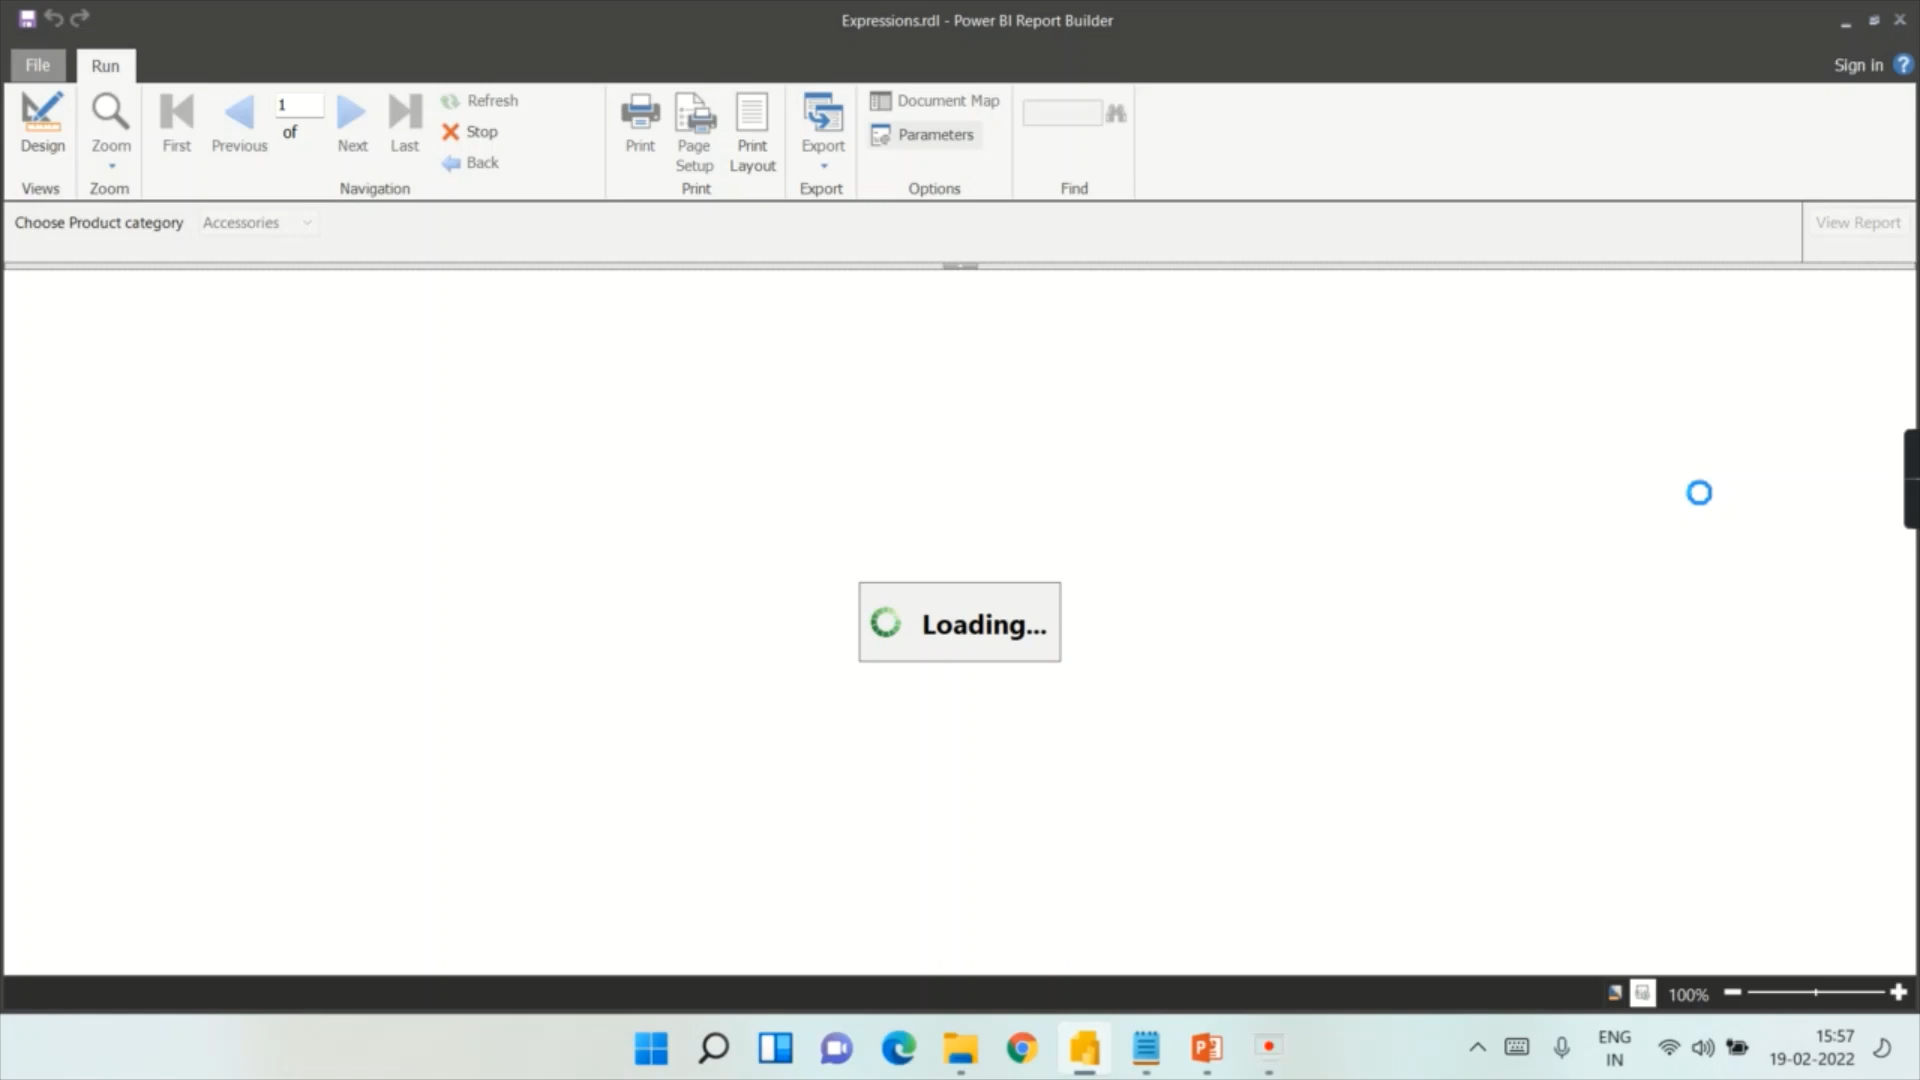 Expressions.rdl - Power BI Report Builder
File
Run
Sign in
?
Design
Zoom
First
Previous
1
of
Next
Last
Refresh
Stop
Back
Print
Page
Setup
Print
Layout
Export
Document Map
Parameters
Views
Zoom
Navigation
Print
Export
Options
Find
Choose Product category
Accessories
View Report
Loading...
100%
ENG
IN
15:57
19-02-2022